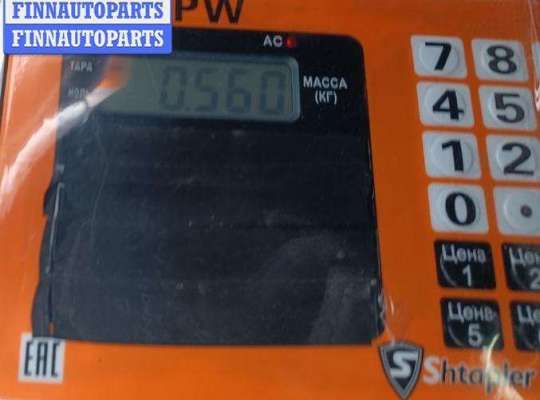 FINNAUTOPARTS
FINNAUTOPARTS
PW
AC
ТАРА
0.560
МАССА
(КГ)
7 8
4 5
1 2
0 .
Цена
1
Цена
5
2
EAC
S Shtapler